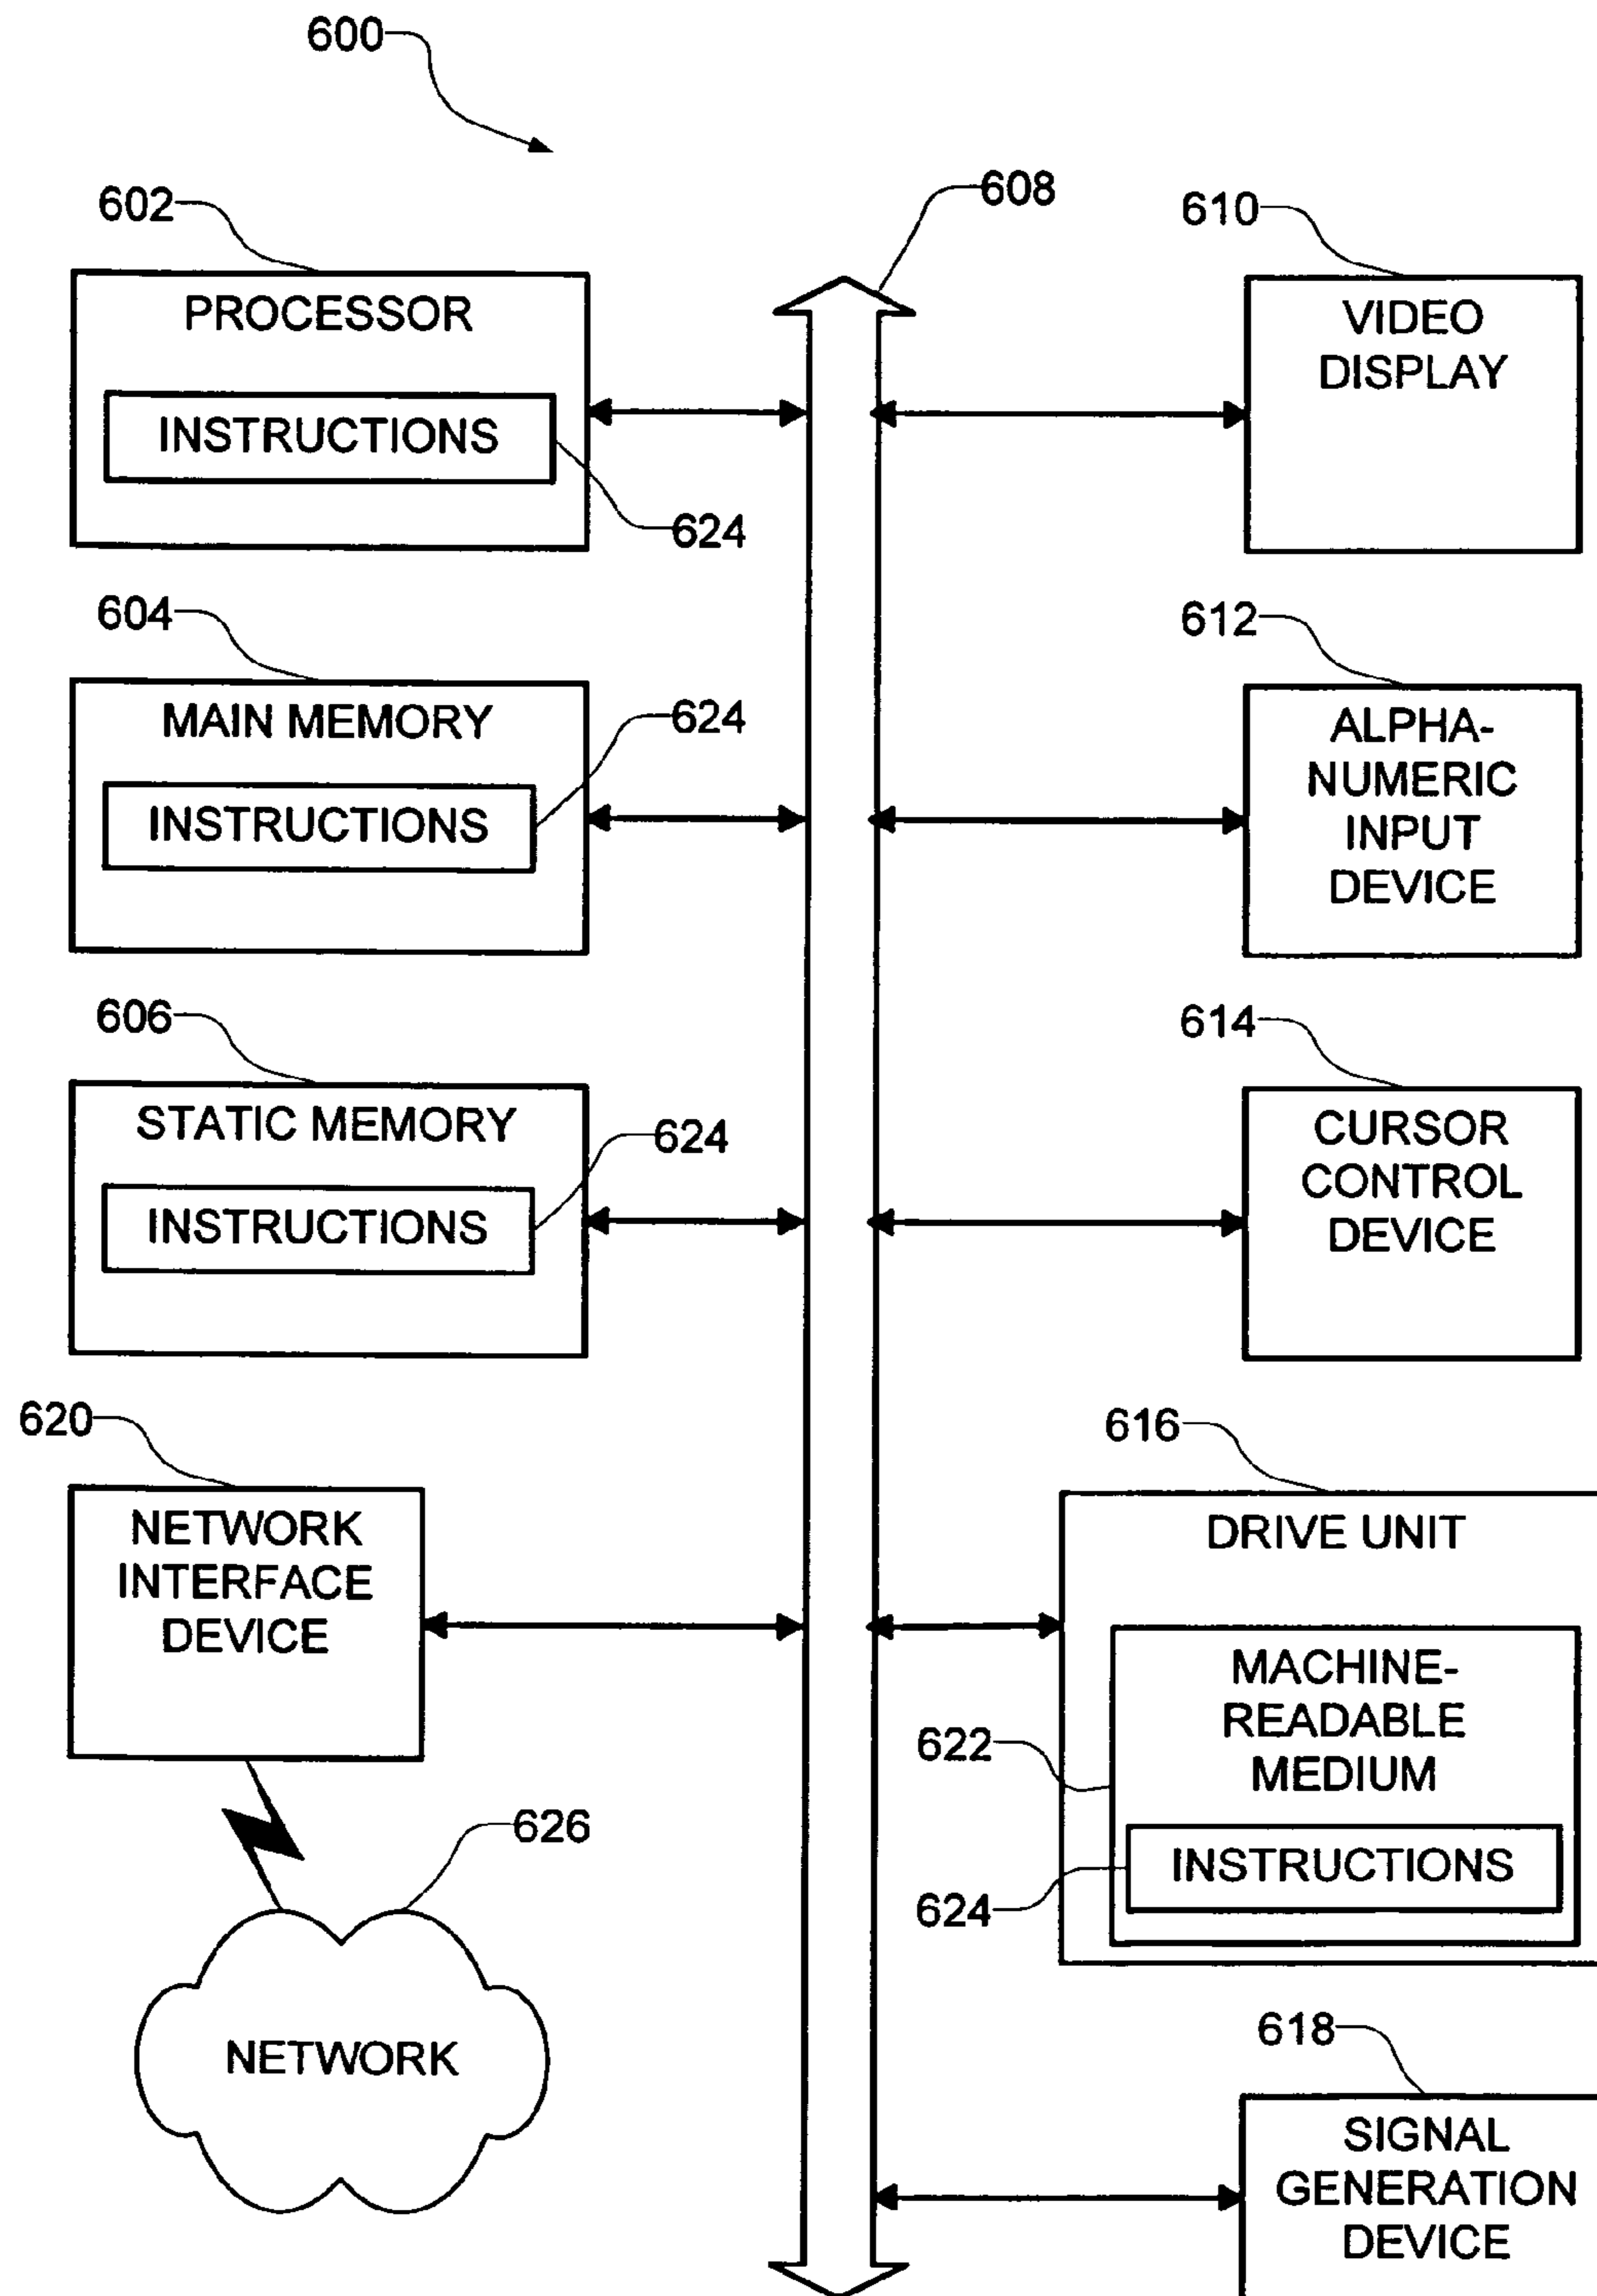 600
602
608
610
PROCESSOR
INSTRUCTIONS
624
VIDEO
DISPLAY
604
612
MAIN MEMORY
624
INSTRUCTIONS
ALPHA-
NUMERIC
INPUT
DEVICE
606
614
STATIC MEMORY
624
INSTRUCTIONS
CURSOR
CONTROL
DEVICE
620
616
NETWORK
INTERFACE
DEVICE
DRIVE UNIT
MACHINE-
READABLE
MEDIUM
622
INSTRUCTIONS
624
626
NETWORK
618
SIGNAL
GENERATION
DEVICE